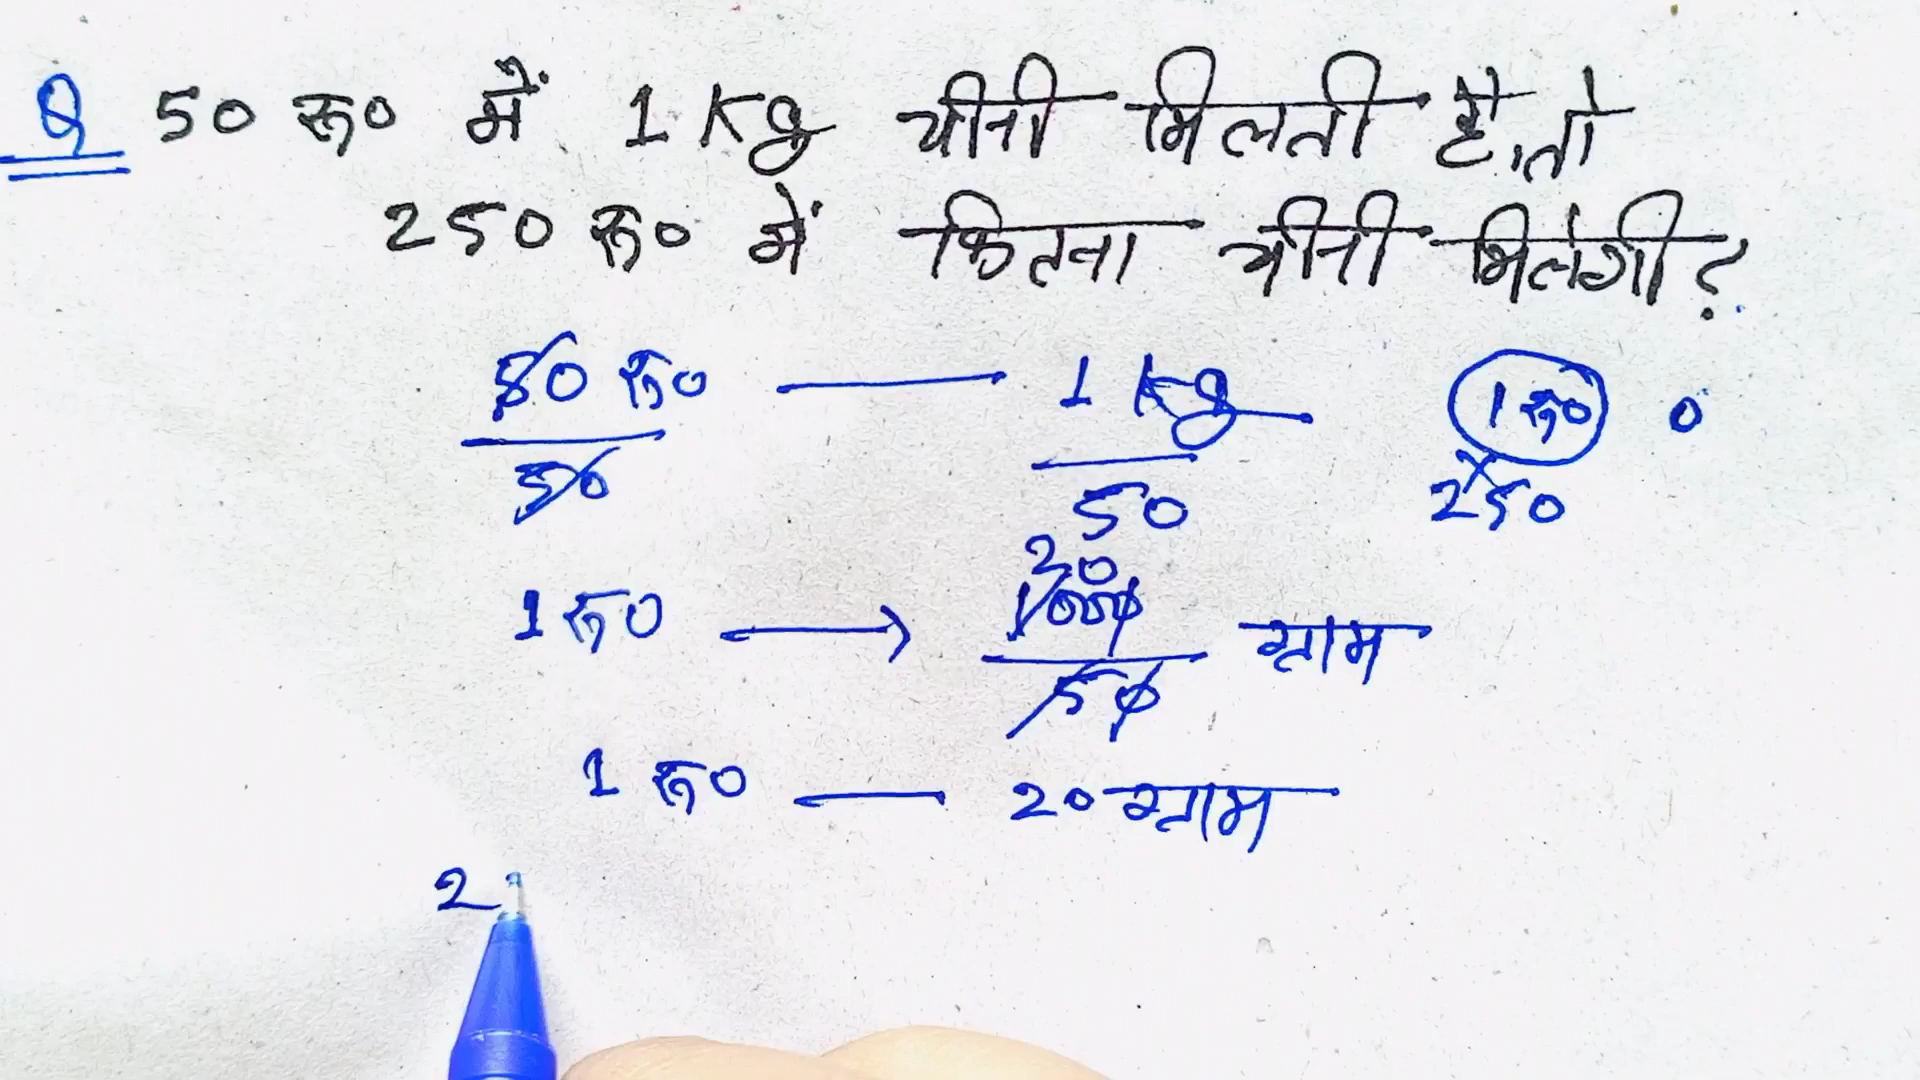 Q 50 रू० में 1 Kg चीनी मिलती है, तो
250 रू० में कितना चीनी मिलेगी?
50 रू० — 1 Kg — 1 रू० 0
50 50 250
20
1 रू० → 1000 ग्राम
50
1 रू० — 20 ग्राम
2